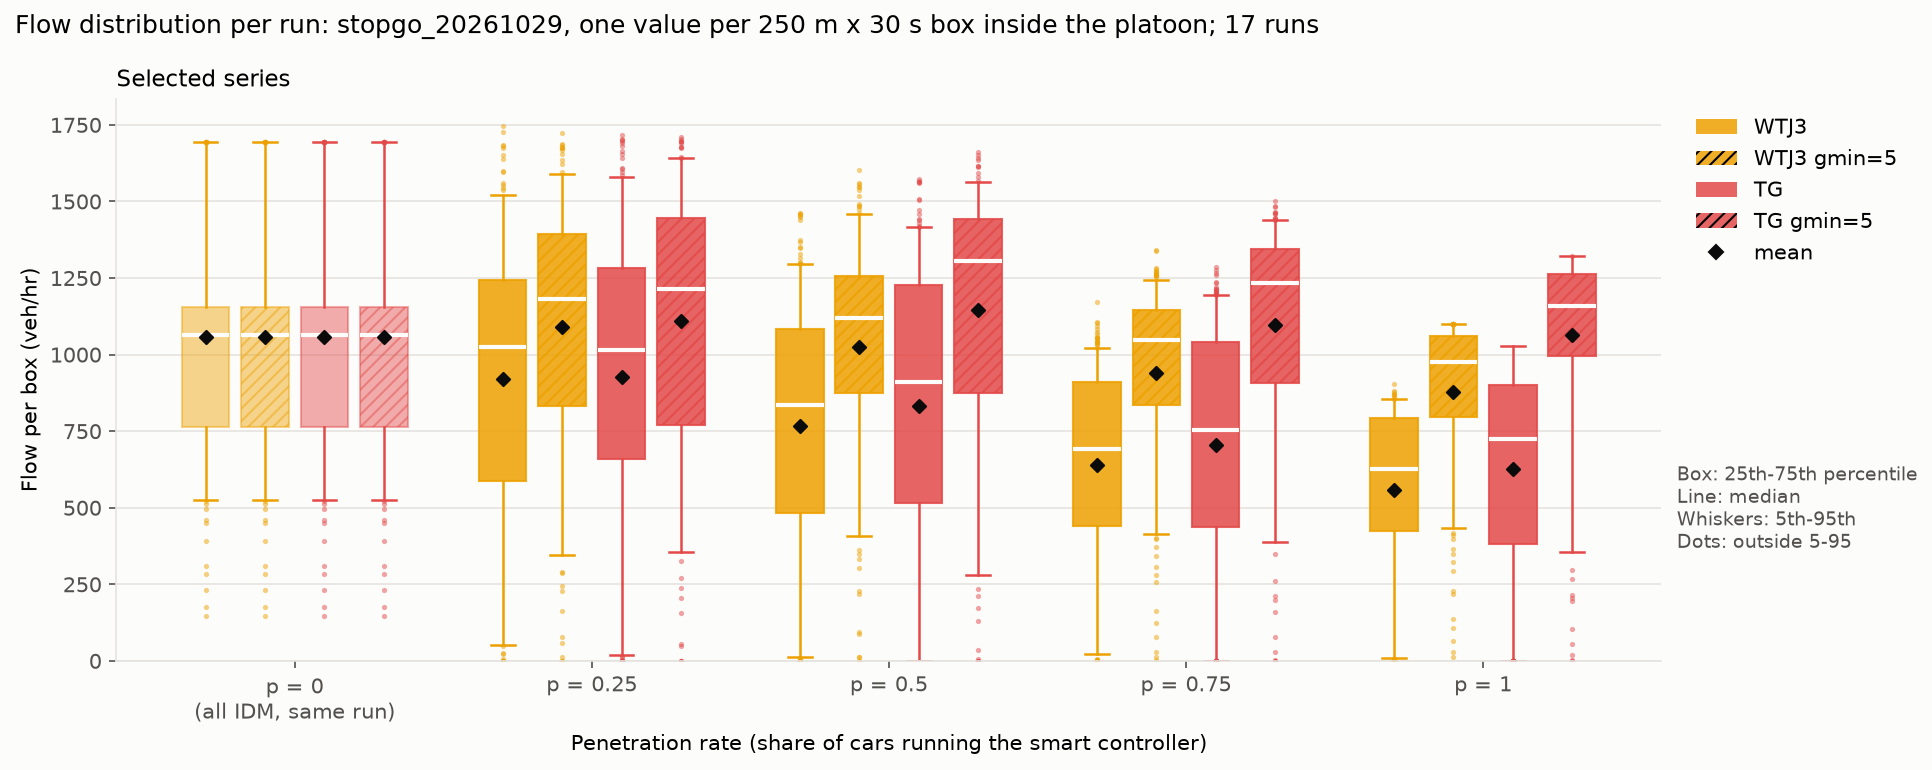 Flow distribution per run: stopgo_20261029, one value per 250 m x 30 s box inside the platoon; 17 runs
Selected series
Flow per box (veh/hr)
1750
1500
1250
1000
750
500
250
0
p = 0
(all IDM, same run)
p = 0.25
p = 0.5
p = 0.75
p = 1
Penetration rate (share of cars running the smart controller)
WTJ3
WTJ3 gmin=5
TG
TG gmin=5
mean
Box: 25th-75th percentile
Line: median
Whiskers: 5th-95th
Dots: outside 5-95